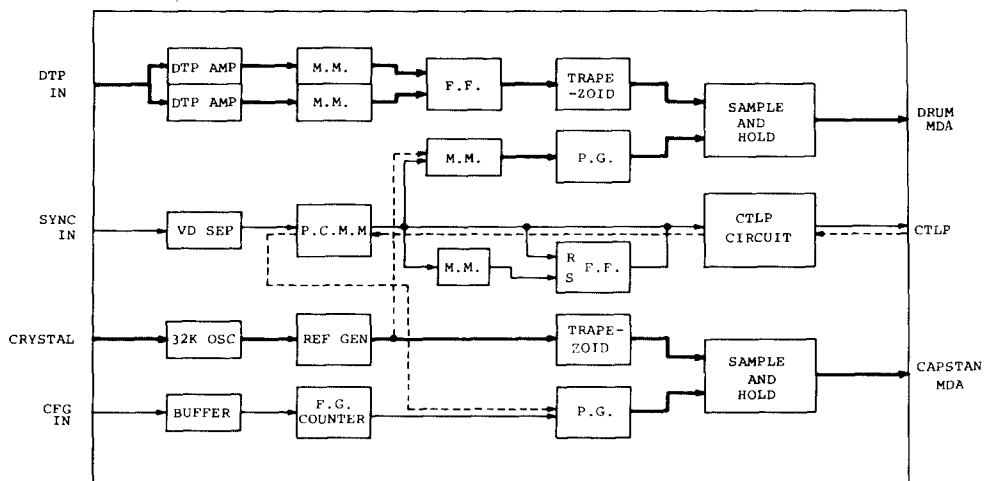 DTP
IN
DTP AMP
DTP AMP
M.M.
M.M.
F.F.
TRAPE
-ZOID
SAMPLE
AND
HOLD
DRUM
MDA
M.M.
P.G.
SYNC
IN
VD SEP
P.C.M.M
CTLP
CIRCUIT
CTLP
M.M.
R
S
F.F.
CRYSTAL
32K OSC
REF GEN
TRAPE-
ZOID
SAMPLE
AND
HOLD
CAPSTAN
MDA
CFG
IN
BUFFER
F.G.
COUNTER
P.G.